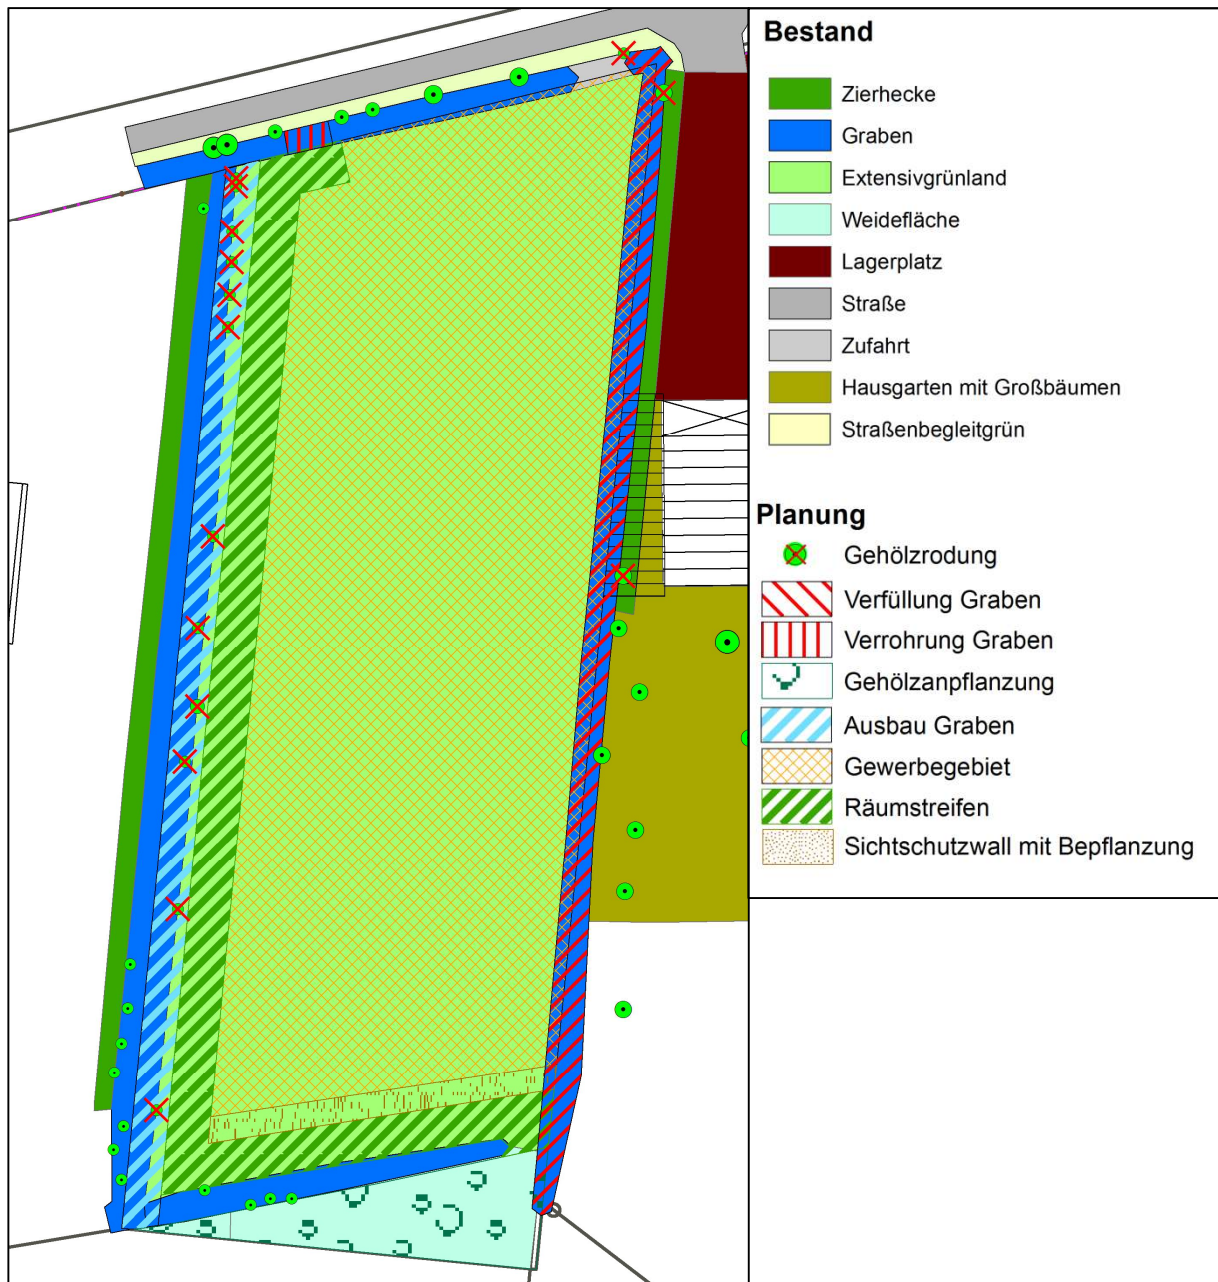 Bestand
Zierhecke
Graben
Extensivgrünland
Weidefläche
Lagerplatz
Straße
Zufahrt
Hausgarten mit Großbäumen
Straßenbegleitgrün
Planung
Gehölzrodung
Verfüllung Graben
Verrohrung Graben
Gehölzanpflanzung
Ausbau Graben
Gewerbegebiet
Räumstreifen
Sichtschutzwall mit Bepflanzung